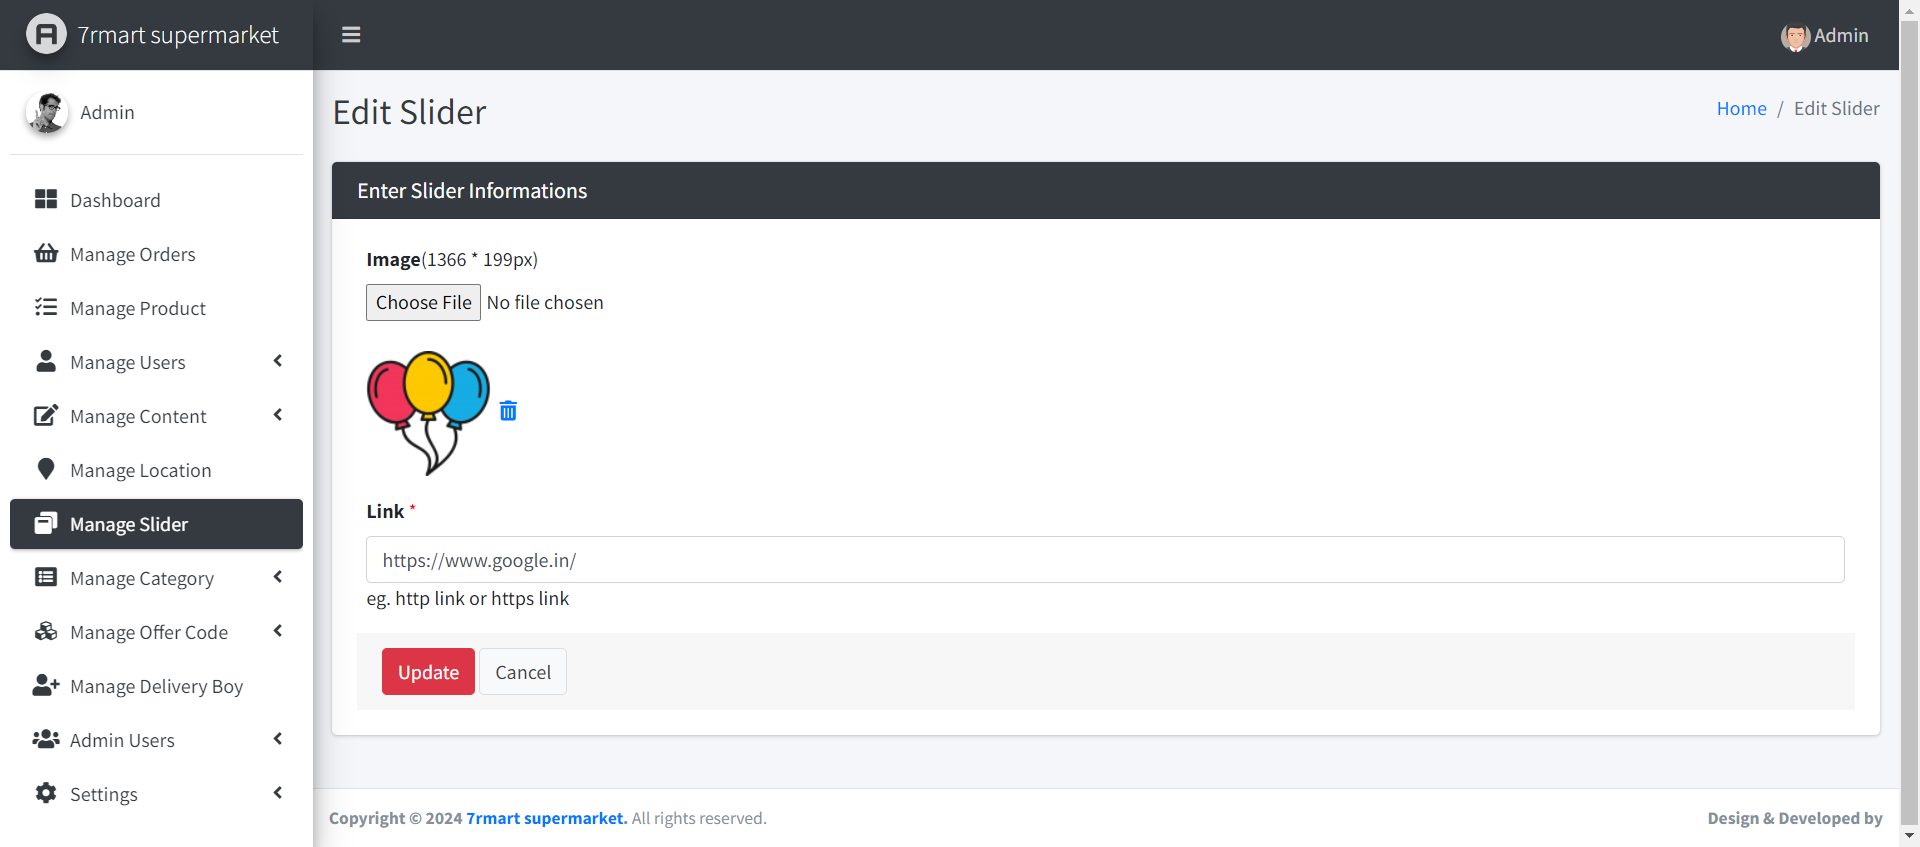 7rmart supermarket
Admin
Admin
Edit Slider
Home / Edit Slider
Dashboard
Manage Orders
Manage Product
Manage Users
Manage Content
Manage Location
Manage Slider
Manage Category
Manage Offer Code
Manage Delivery Boy
Admin Users
Settings
Enter Slider Informations
Image(1366 * 199px)
Choose File No file chosen
Link *
https://www.google.in/
eg. http link or https link
Update Cancel
Copyright © 2024 7rmart supermarket. All rights reserved.
Design & Developed by